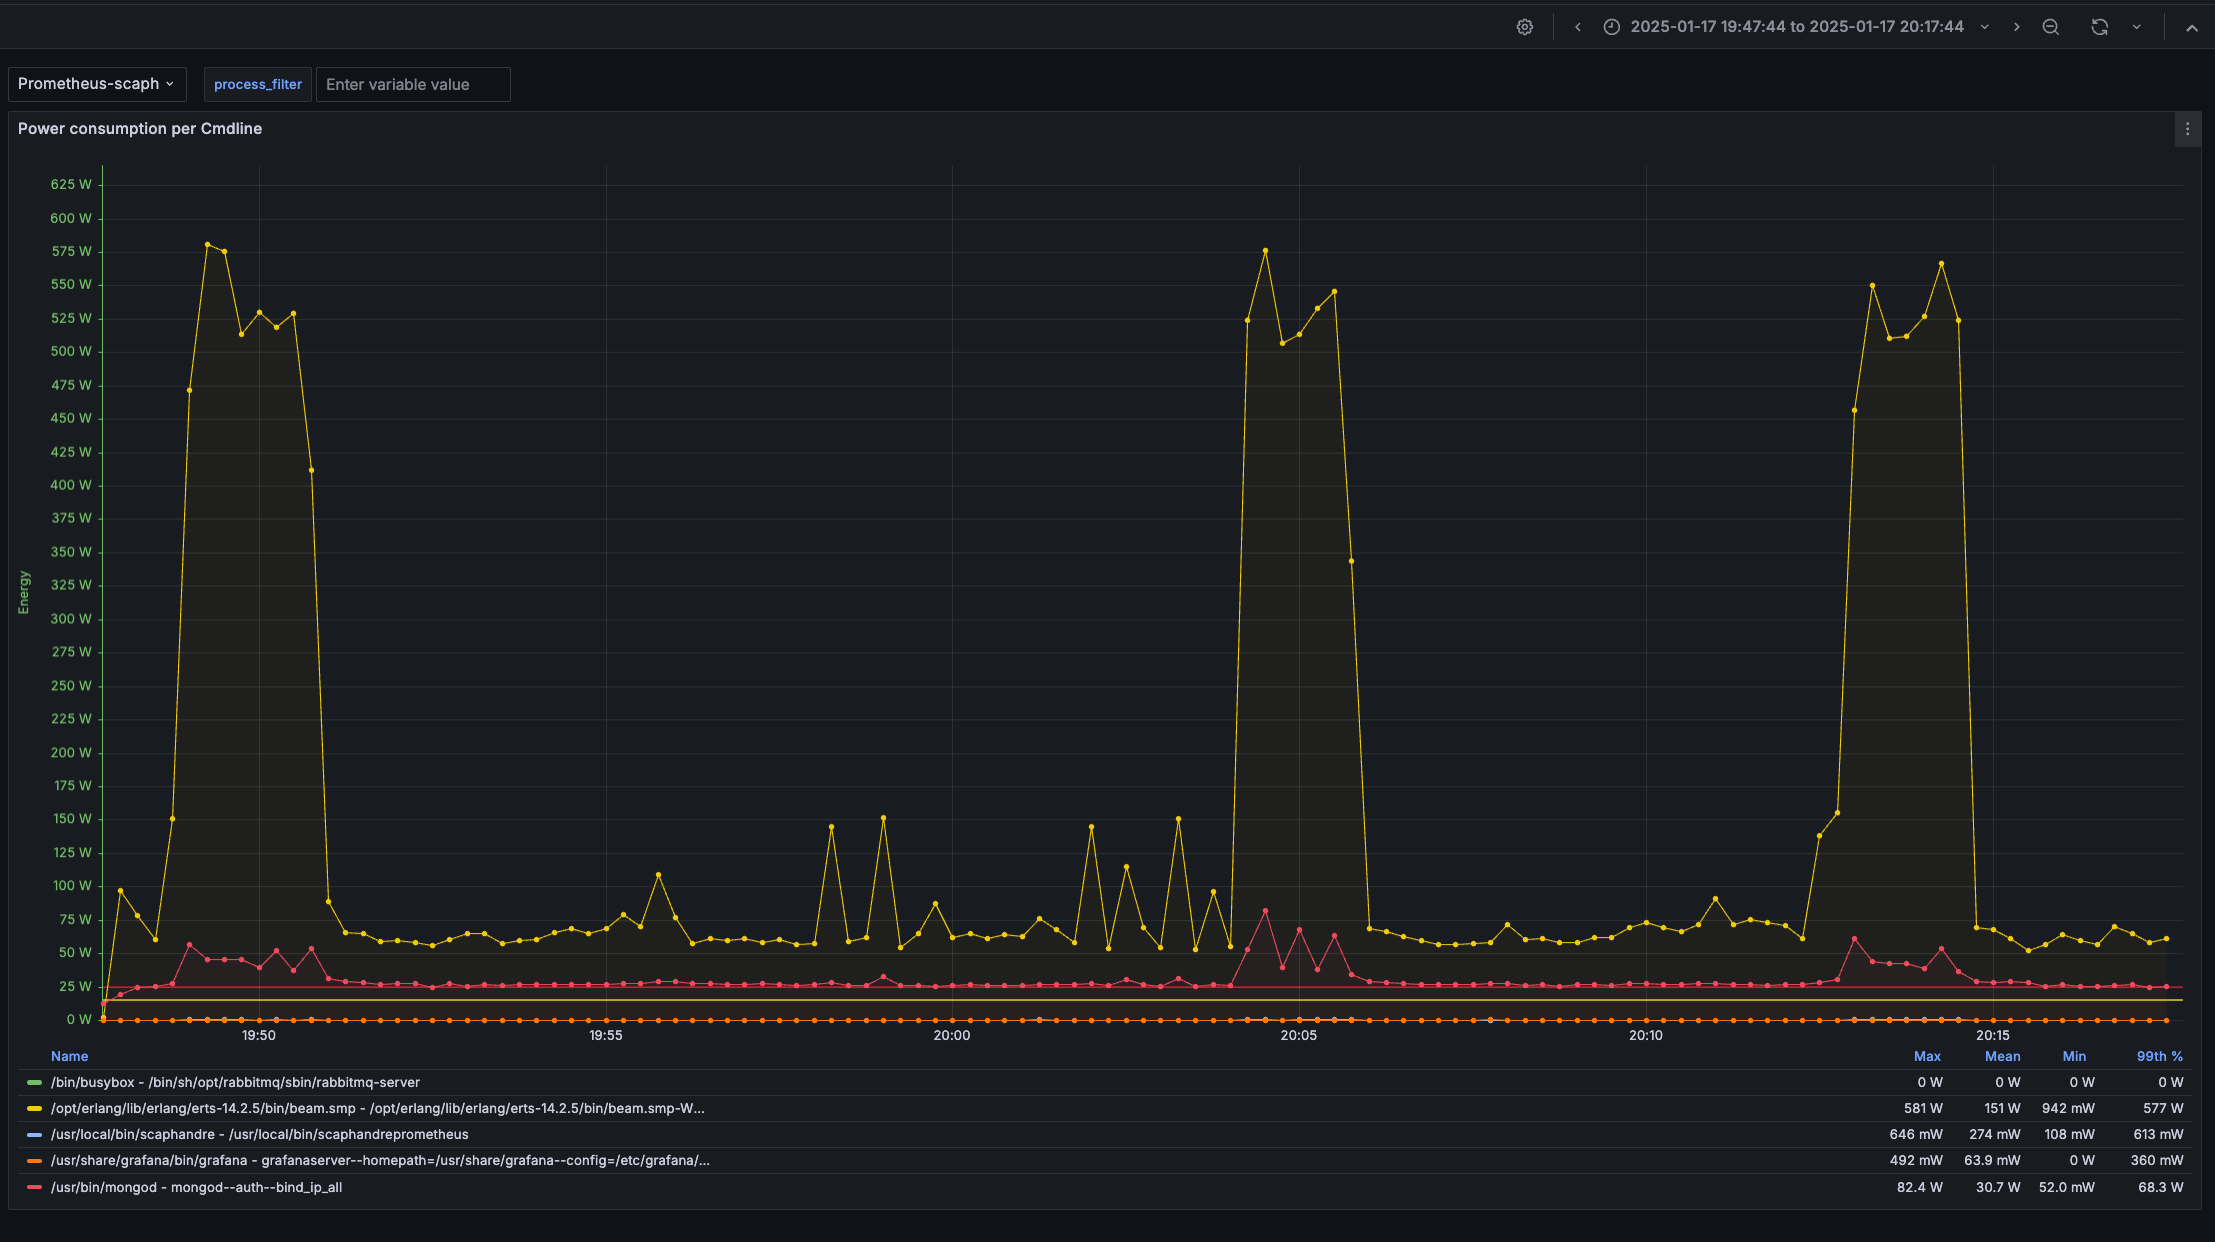 2025-01-17 19:47:44 to 2025-01-17 20:17:44
Prometheus-scaph process_filter Enter variable value
Power consumption per Cmdline
625 W
600 W
575 W
550 W
525 W
500 W
475 W
450 W
425 W
400 W
375 W
350 W
325 W
300 W
275 W
250 W
225 W
200 W
175 W
150 W
125 W
100 W
75 W
50 W
25 W
0 W
Energy
19:50 19:55 20:00 20:05 20:10 20:15
Name Max Mean Min 99th %
/bin/busybox - /bin/sh/opt/rabbitmq/sbin/rabbitmq-server 0 W 0 W 0 W 0 W
/opt/erlang/lib/erlang/erts-14.2.5/bin/beam.smp - /opt/erlang/lib/erlang/erts-14.2.5/bin/beam.smp-W... 581 W 151 W 942 mW 577 W
/usr/local/bin/scaphandre - /usr/local/bin/scaphandreprometheus 646 mW 274 mW 108 mW 613 mW
/usr/share/grafana/bin/grafana - grafanaserver--homepath=/usr/share/grafana--config=/etc/grafana/... 492 mW 63.9 mW 0 W 360 mW
/usr/bin/mongod - mongod--auth--bind_ip_all 82.4 W 30.7 W 52.0 mW 68.3 W